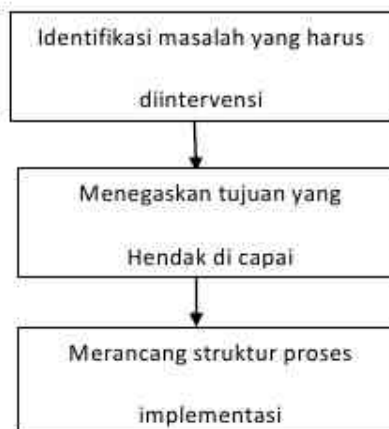 Identifikasi masalah yang harus
diintervensi
Menegaskan tujuan yang
Hendak di capai
Merancang struktur proses
implementasi